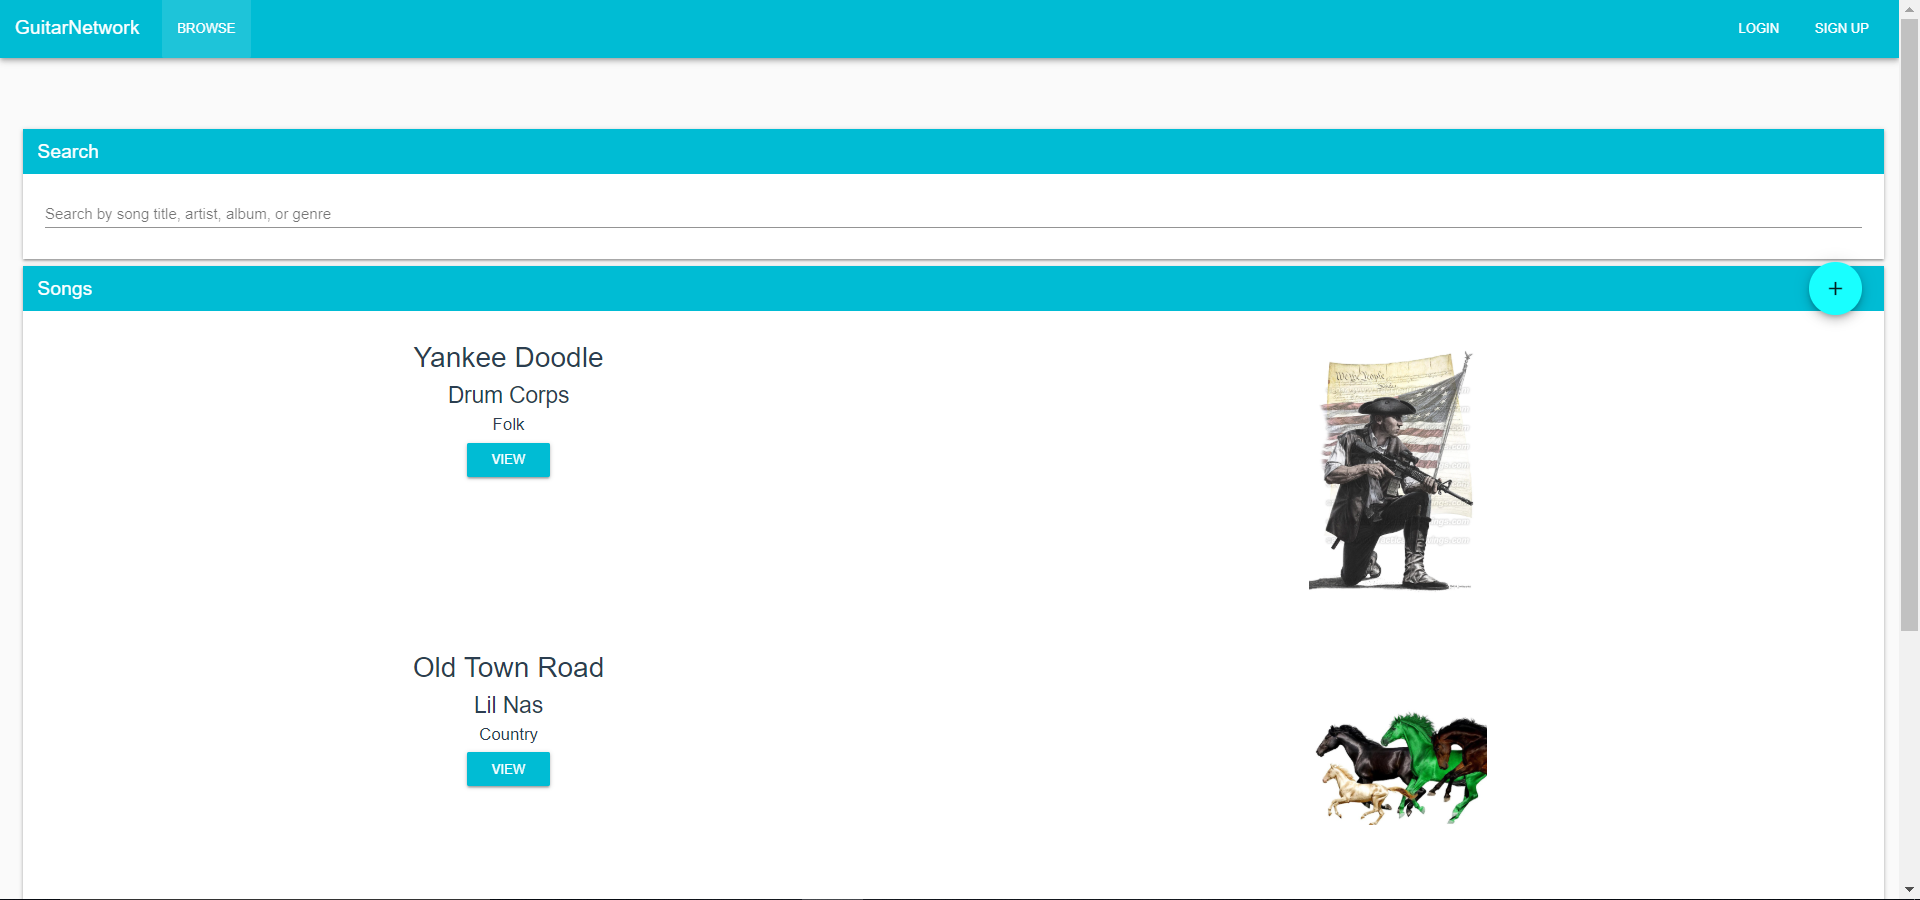 GuitarNetwork BROWSE LOGIN SIGN UP
Search
Search by song title, artist, album, or genre
Songs
+
Yankee Doodle
Drum Corps
Folk
VIEW
We the People
Old Town Road
Lil Nas
Country
VIEW